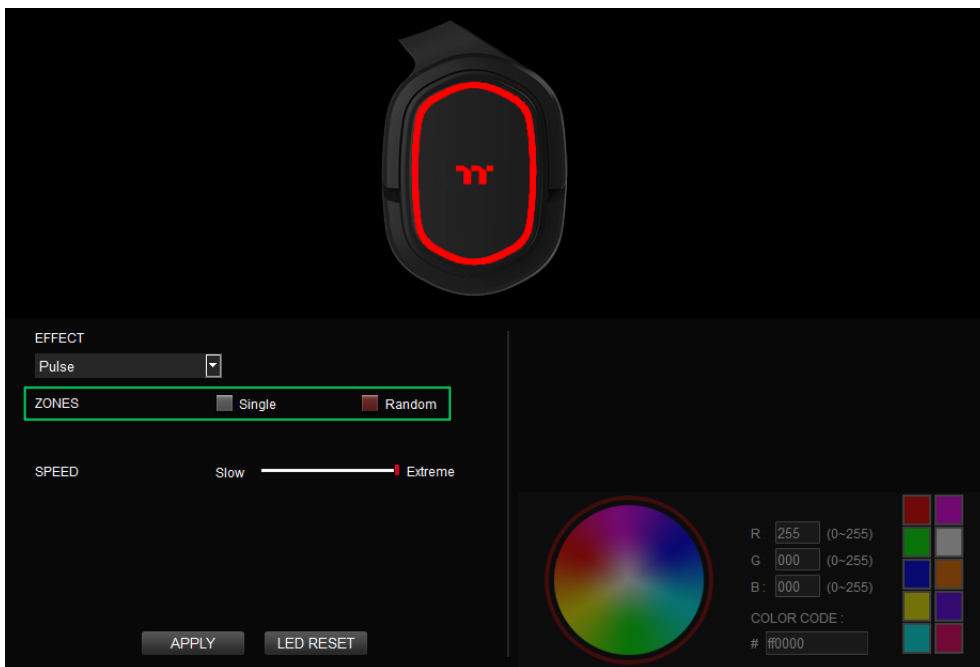 EFFECT
Pulse
ZONES Single Random
SPEED Slow Extreme
R 255 (0~255)
G 000 (0~255)
B : 000 (0~255)
COLOR CODE :
# ff0000
APPLY LED RESET